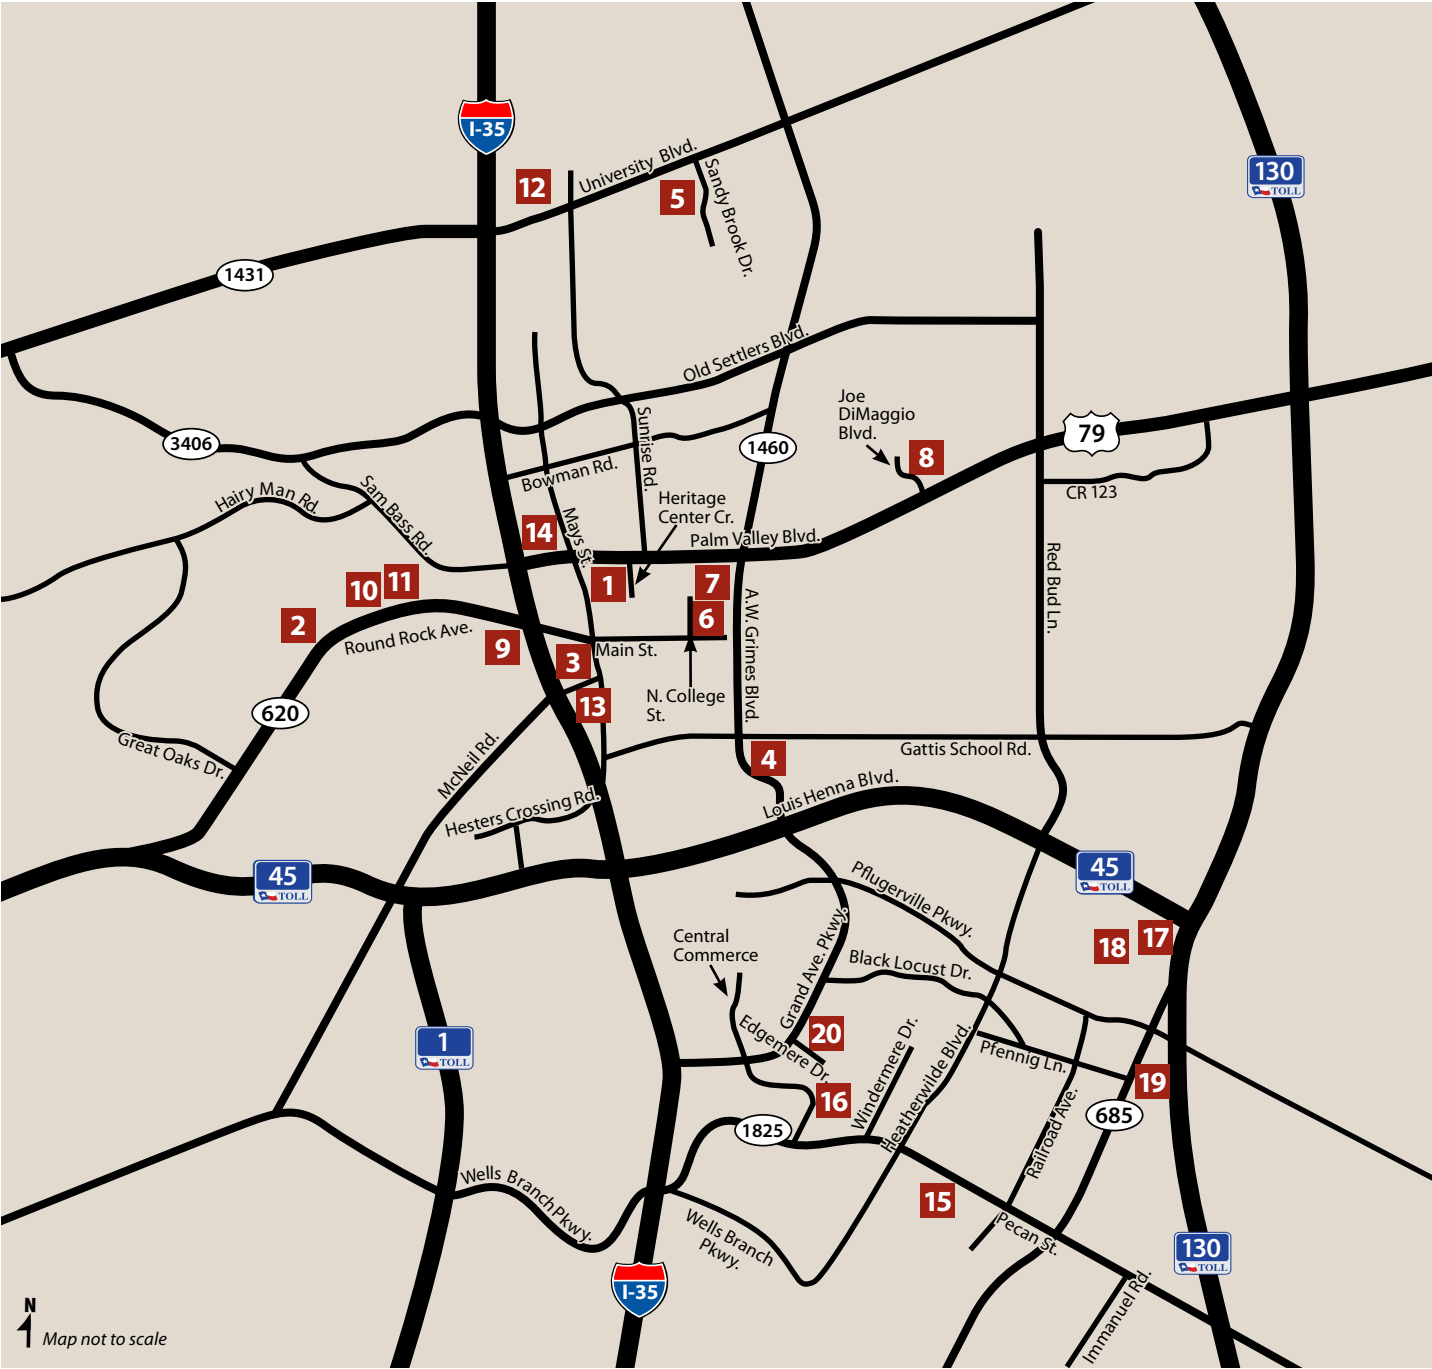 I-35
130
TOLL
12
University Blvd.
5
Sandy Brook Dr.
1431
Old Settlers Blvd.
Joe
DiMaggio
Blvd.
3406
Sunrise Rd.
1460
79
8
Bowman Rd.
CR 123
Hairy Man Rd.
Sam Bass Rd.
Heritage
Center Cr.
14
Mays St.
Palm Valley Blvd.
Red Bud Ln.
10
11
1
7
2
6
A.W. Grimes Blvd.
Round Rock Ave.
9
3
Main St.
620
13
N. College
St.
Great Oaks Dr.
McNeil Rd.
4
Gattis School Rd.
Hesters Crossing Rd.
Louis Henna Blvd.
45
TOLL
45
TOLL
Pflugerville Pkwy.
Central
Commerce
Grand Ave. Pkwy.
Black Locust Dr.
18
17
1
TOLL
Edgemere Dr.
20
Windermere Dr.
Heatherwilde Blvd.
Pfennig Ln.
16
19
1825
Railroad Ave.
685
Wells Branch Pkwy.
15
Wells Branch
Pkwy.
Pecan St.
130
TOLL
I-35
Immanuel Rd.
N
Map not to scale